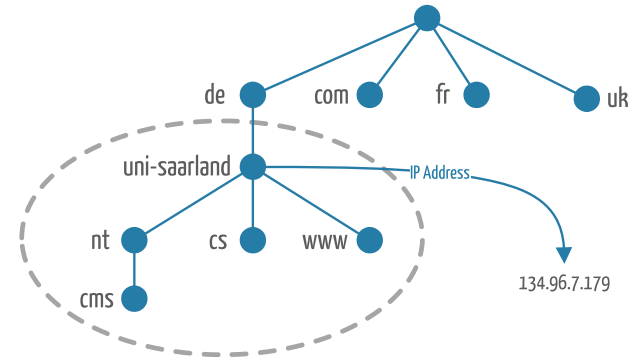 de
com
fr
uk
uni-saarland
IP Address
nt
cs
www
134.96.7.179
cms